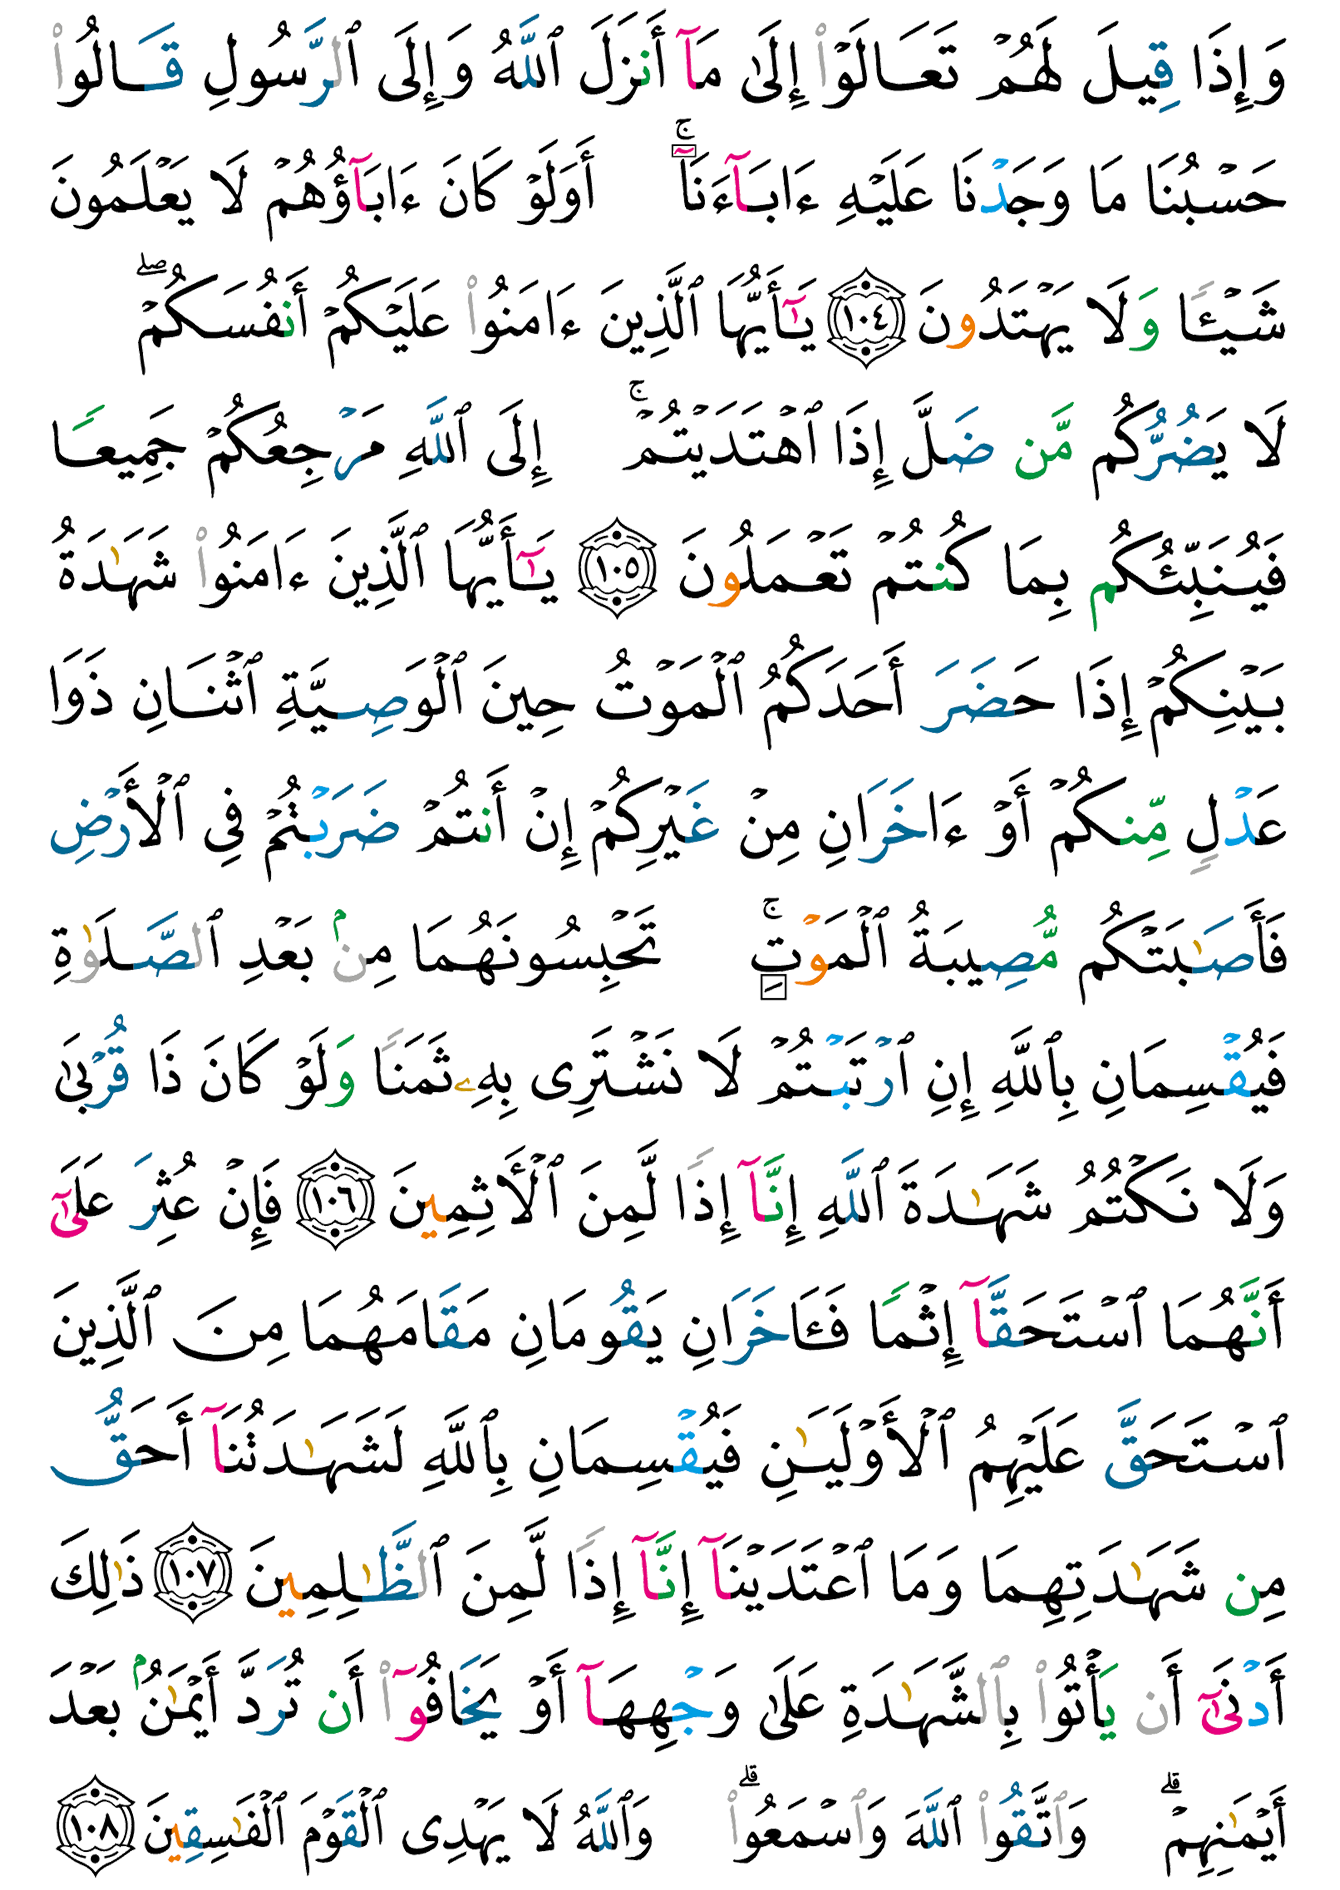 وَإِذَا قِيلَ لَهُمْ تَعَالَوْا۟ إِلَىٰ مَآ أَنزَلَ ٱللَّهُ وَإِلَى ٱلرَّسُولِ قَالُوا۟
حَسْبُنَا مَا وَجَدْنَا عَلَيْهِ ءَابَآءَنَآ ۚ أَوَلَوْ كَانَ ءَابَآؤُهُمْ لَا يَعْلَمُونَ
شَيْـًٔا وَلَا يَهْتَدُونَ ١٠٤ يَـٰٓأَيُّهَا ٱلَّذِينَ ءَامَنُوا۟ عَلَيْكُمْ أَنفُسَكُمْ ۖ
لَا يَضُرُّكُم مَّن ضَلَّ إِذَا ٱهْتَدَيْتُمْ ۚ إِلَى ٱللَّهِ مَرْجِعُكُمْ جَمِيعًا
فَيُنَبِّئُكُم بِمَا كُنتُمْ تَعْمَلُونَ ١٠٥ يَـٰٓأَيُّهَا ٱلَّذِينَ ءَامَنُوا۟ شَهَـٰدَةُ
بَيْنِكُمْ إِذَا حَضَرَ أَحَدَكُمُ ٱلْمَوْتُ حِينَ ٱلْوَصِيَّةِ ٱثْنَانِ ذَوَا
عَدْلٍ مِّنكُمْ أَوْ ءَاخَرَانِ مِنْ غَيْرِكُمْ إِنْ أَنتُمْ ضَرَبْتُمْ فِى ٱلْأَرْضِ
فَأَصَـٰبَتْكُم مُّصِيبَةُ ٱلْمَوْتِ ۚ تَحْبِسُونَهُمَا مِنۢ بَعْدِ ٱلصَّلَوٰةِ
فَيُقْسِمَانِ بِٱللَّهِ إِنِ ٱرْتَبْتُمْ لَا نَشْتَرِى بِهِۦ ثَمَنًا وَلَوْ كَانَ ذَا قُرْبَىٰ
وَلَا نَكْتُمُ شَهَـٰدَةَ ٱللَّهِ إِنَّآ إِذًا لَّمِنَ ٱلْـَٔاثِمِينَ ١٠٦ فَإِنْ عُثِرَ عَلَىٰٓ
أَنَّهُمَا ٱسْتَحَقَّآ إِثْمًا فَـَٔاخَرَانِ يَقُومَانِ مَقَامَهُمَا مِنَ ٱلَّذِينَ
ٱسْتَحَقَّ عَلَيْهِمُ ٱلْأَوْلَيَـٰنِ فَيُقْسِمَانِ بِٱللَّهِ لَشَهَـٰدَتُنَآ أَحَقُّ
مِن شَهَـٰدَتِهِمَا وَمَا ٱعْتَدَيْنَآ إِنَّآ إِذًا لَّمِنَ ٱلظَّـٰلِمِينَ ١٠٧ ذَٰلِكَ
أَدْنَىٰٓ أَن يَأْتُوا۟ بِٱلشَّهَـٰدَةِ عَلَىٰ وَجْهِهَآ أَوْ يَخَافُوٓا۟ أَن تُرَدَّ أَيْمَـٰنٌۢ بَعْدَ
أَيْمَـٰنِهِمْ ۗ وَٱتَّقُوا۟ ٱللَّهَ وَٱسْمَعُوا۟ ۗ وَٱللَّهُ لَا يَهْدِى ٱلْقَوْمَ ٱلْفَـٰسِقِينَ ١٠٨